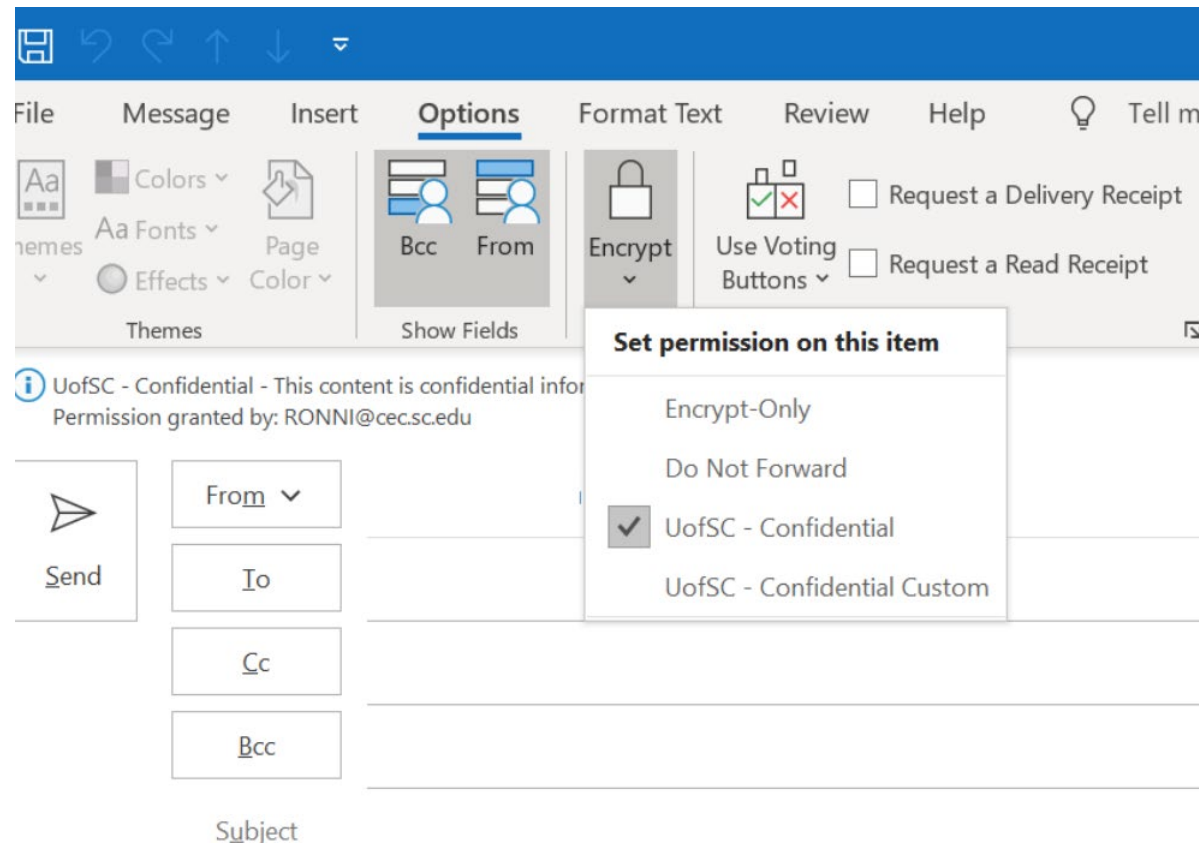 File Message Insert Options Format Text Review Help Tell m
Aa Colors Request a Delivery Receipt
Aa Fonts
hemes Page Bcc From Encrypt Use Voting Request a Read Receipt
Effects Color Buttons
Themes Show Fields
Set permission on this item
UofSC - Confidential - This content is confidential infor
Permission granted by: RONNI@cec.sc.edu
Encrypt-Only
Do Not Forward
UofSC - Confidential
UofSC - Confidential Custom
From
Send
To
Cc
Bcc
Subject